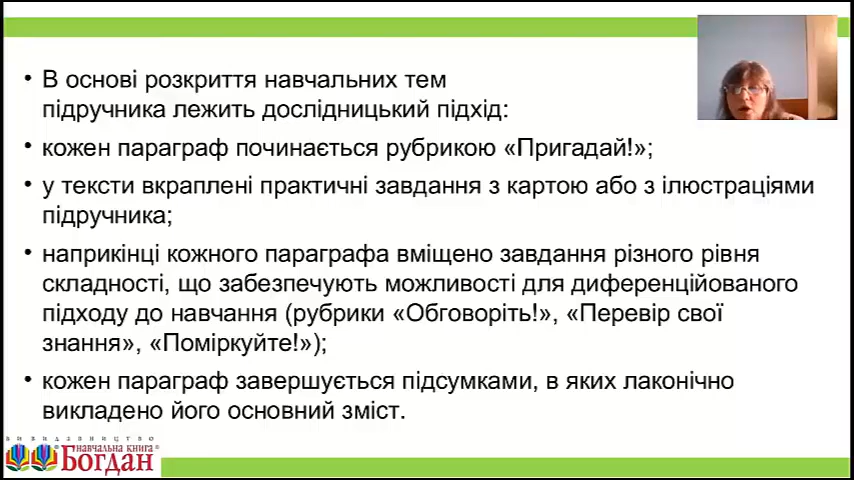 • В основі розкриття навчальних тем
підручника лежить дослідницький підхід:
• кожен параграф починається рубрикою «Пригадай!»;
• у тексти вкраплені практичні завдання з картою або з ілюстраціями
підручника;
• наприкінці кожного параграфа вміщено завдання різного рівня
складності, що забезпечують можливості для диференційованого
підходу до навчання (рубрики «Обговоріть!», «Перевір свої
знання», «Поміркуйте!»);
• кожен параграф завершується підсумками, в яких лаконічно
викладено його основний зміст.
видавництво
навчальна книга
Богдан